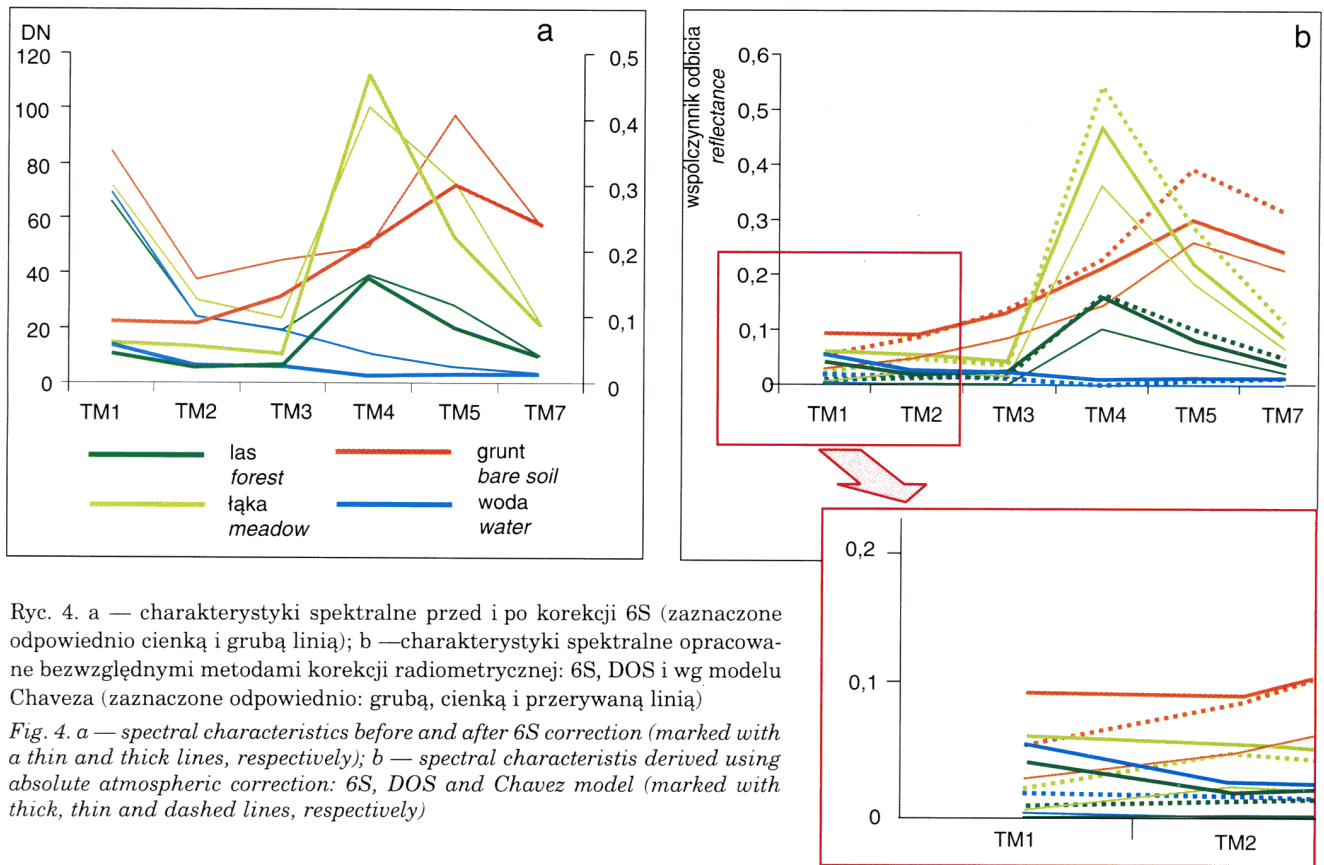 DN
a
120
100
80
60
40
20
0
0,5
0,4
0,3
0,2
0,1
0
TM1 TM2 TM3 TM4 TM5 TM7
las
forest
grunt
bare soil
łąka
meadow
woda
water
b
współczynnik odbicia
reflectance
0,6
0,5
0,4
0,3
0,2
0,1
0
TM1 TM2 TM3 TM4 TM5 TM7
0,2
0,1
0
TM1 TM2
Ryc. 4. a — charakterystyki spektralne przed i po korekcji 6S (zaznaczone
odpowiednio cienką i grubą linią); b —charakterystyki spektralne opracowa-
ne bezwzględnymi metodami korekcji radiometrycznej: 6S, DOS i wg modelu
Chaveza (zaznaczone odpowiednio: grubą, cienką i przerywaną linią)
Fig. 4. a — spectral characteristics before and after 6S correction (marked with
a thin and thick lines, respectively); b — spectral characteristis derived using
absolute atmospheric correction: 6S, DOS and Chavez model (marked with
thick, thin and dashed lines, respectively)